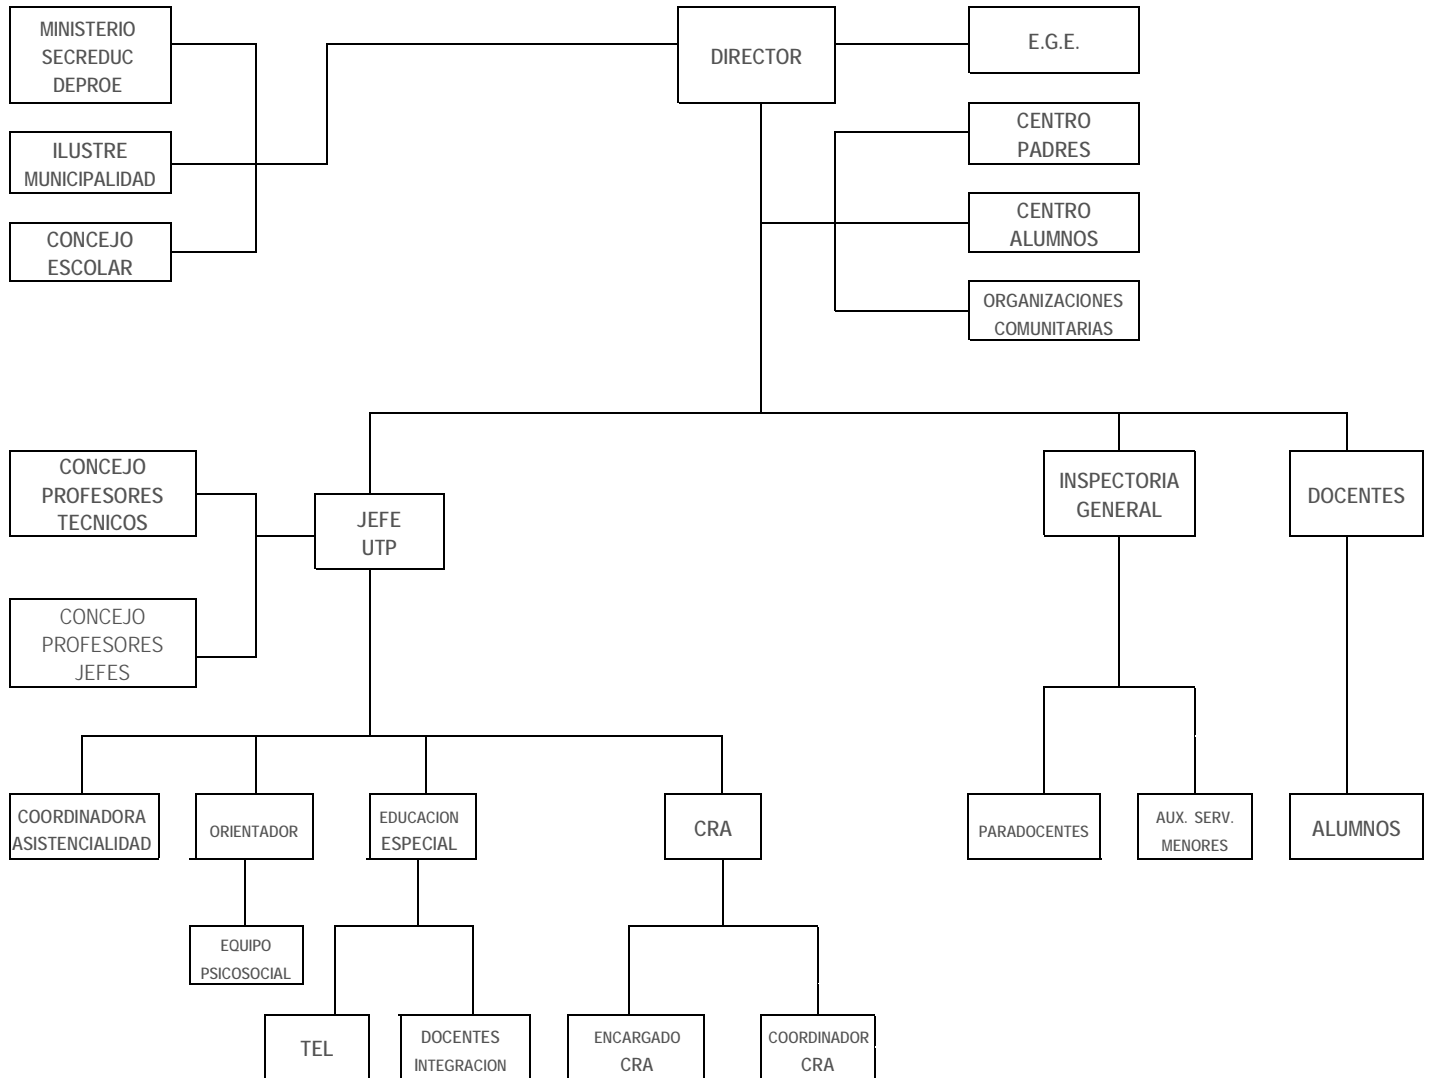 MINISTERIO
SECREDUC
DEPROE
DIRECTOR
E.G.E.
CENTRO
PADRES
ILUSTRE
MUNICIPALIDAD
CENTRO
ALUMNOS
CONCEJO
ESCOLAR
ORGANIZACIONES
COMUNITARIAS
CONCEJO
PROFESORES
TECNICOS
JEFE
UTP
INSPECTORIA
GENERAL
DOCENTES
CONCEJO
PROFESORES
JEFES
COORDINADORA
ASISTENCIALIDAD
ORIENTADOR
EDUCACION
ESPECIAL
CRA
PARADOCENTES
AUX. SERV.
MENORES
ALUMNOS
EQUIPO
PSICOSOCIAL
TEL
DOCENTES
INTEGRACION
ENCARGADO
CRA
COORDINADOR
CRA